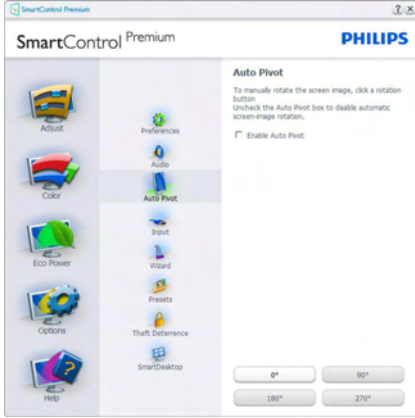 SmartControl Premium
SmartControl Premium
PHILIPS
Adjust
Color
Eco Power
Options
Help
Preferences
Audio
Auto Pivot
Input
Wizard
Presets
Theft Deterrence
SmartDesktop
Auto Pivot
To manually rotate the screen image, click a rotation
button
Uncheck the Auto Pivot box to disable automatic
screen-image rotation.
Enable Auto Pivot
0°
90°
180°
270°